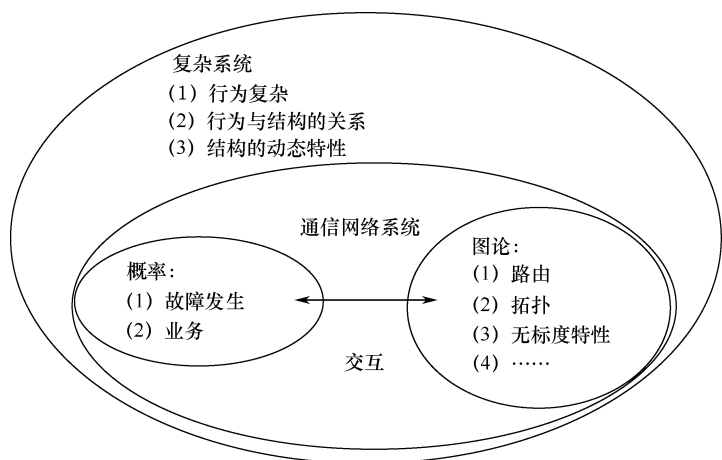 复杂系统
(1) 行为复杂
(2) 行为与结构的关系
(3) 结构的动态特性
通信网络系统
概率:
(1) 故障发生
(2) 业务
图论:
(1) 路由
(2) 拓扑
(3) 无标度特性
(4) ……
交互